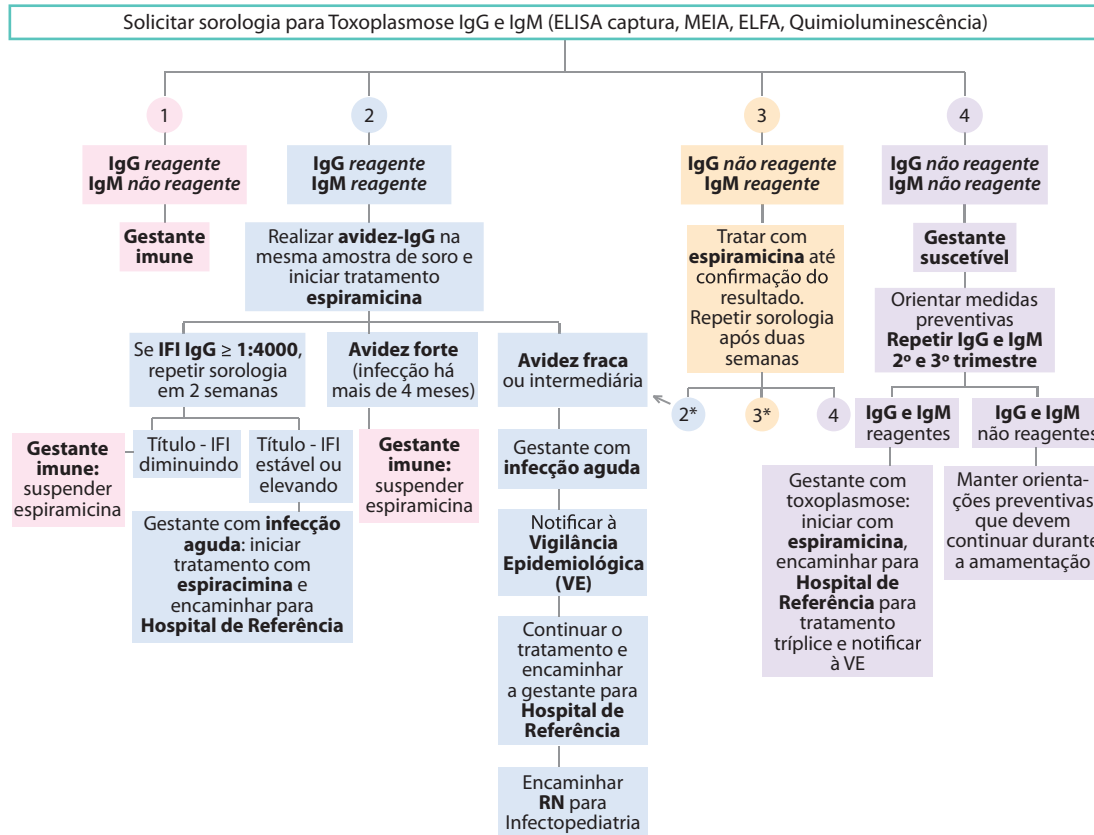 Solicitar sorologia para Toxoplasmose IgG e IgM (ELISA captura, MEIA, ELFA, Quimioluminescência)
1
IgG reagente
IgM não reagente
Gestante
imune
2
IgG reagente
IgM reagente
Realizar avidez-IgG na
mesma amostra de soro e
iniciar tratamento
espiramicina
Se IFI IgG ≥ 1:4000,
repetir sorologia
em 2 semanas
Gestante
imune:
suspender
espiramicina
Título - IFI
diminuindo
Título - IFI
estável ou
elevando
Gestante com infecção
aguda: iniciar
tratamento com
espiracimina e
encaminhar para
Hospital de Referência
Avidez forte
(infecção há
mais de 4 meses)
Gestante
imune:
suspender
espiramicina
Avidez fraca
ou intermediária
Gestante com
infecção aguda
Notificar à
Vigilância
Epidemiológica
(VE)
Continuar o
tratamento e
encaminhar
a gestante para
Hospital de
Referência
Encaminhar
RN para
Infectopediatria
3
IgG não reagente
IgM reagente
Tratar com
espiramicina até
confirmação do
resultado.
Repetir sorologia
após duas
semanas
2*
3*
4
4
IgG não reagente
IgM não reagente
Gestante
suscetível
Orientar medidas
preventivas
Repetir IgG e IgM
2º e 3º trimestre
IgG e IgM
reagentes
Gestante com
toxoplasmose:
iniciar com
espiramicina,
encaminhar para
Hospital de
Referência para
tratamento
tríplice e notificar
à VE
IgG e IgM
não reagentes
Manter orienta-
ções preventivas
que devem
continuar durante
a amamentação